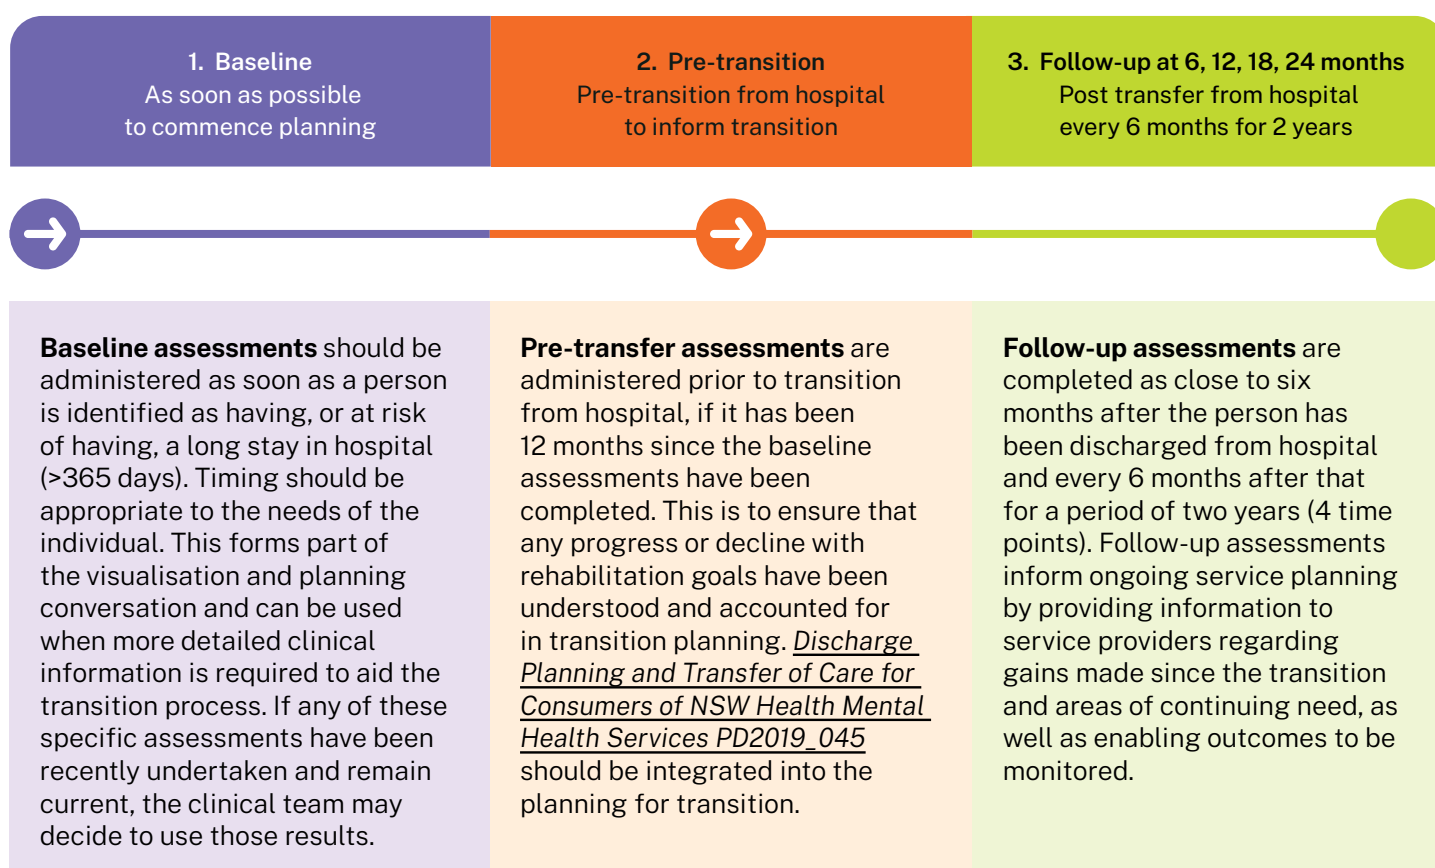 1. Baseline
As soon as possible
to commence planning
2. Pre-transition
Pre-transition from hospital
to inform transition
3. Follow-up at 6, 12, 18, 24 months
Post transfer from hospital
every 6 months for 2 years
Baseline assessments should be
administered as soon as a person
is identified as having, or at risk
of having, a long stay in hospital
(>365 days). Timing should be
appropriate to the needs of the
individual. This forms part of
the visualisation and planning
conversation and can be used
when more detailed clinical
information is required to aid the
transition process. If any of these
specific assessments have been
recently undertaken and remain
current, the clinical team may
decide to use those results.
Pre-transfer assessments are
administered prior to transition
from hospital, if it has been
12 months since the baseline
assessments have been
completed. This is to ensure that
any progress or decline with
rehabilitation goals have been
understood and accounted for
in transition planning. Discharge
Planning and Transfer of Care for
Consumers of NSW Health Mental
Health Services PD2019_045
should be integrated into the
planning for transition.
Follow-up assessments are
completed as close to six
months after the person has
been discharged from hospital
and every 6 months after that
for a period of two years (4 time
points). Follow-up assessments
inform ongoing service planning
by providing information to
service providers regarding
gains made since the transition
and areas of continuing need, as
well as enabling outcomes to be
monitored.